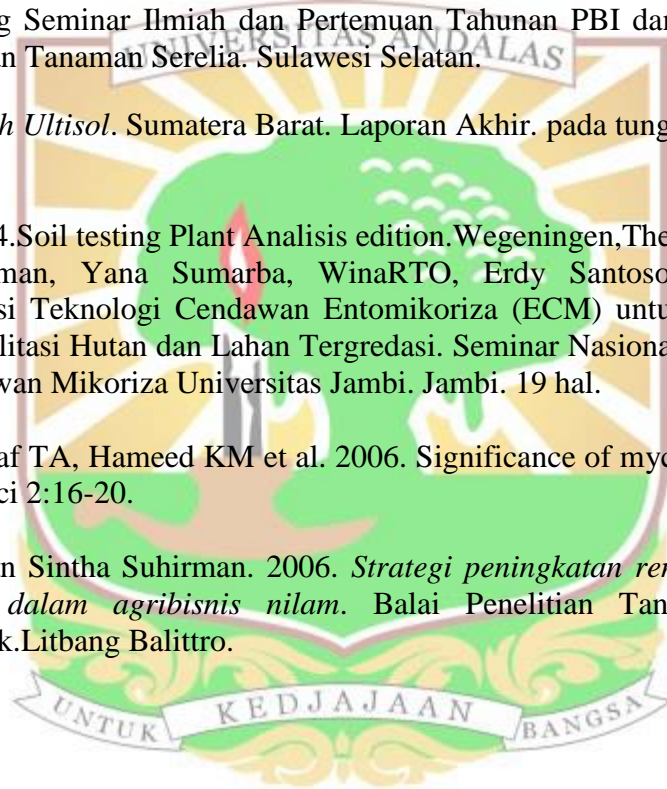 g Seminar Ilmiah dan Pertemuan Tahunan PBI dan
UNIVERSITAS ANDALAS
an Tanaman Serelia. Sulawesi Selatan.
h Ultisol. Sumatera Barat. Laporan Akhir. pada tung
4.Soil testing Plant Analisis edition.Wegeningen,The
man, Yana Sumarba, WinaRTO, Erdy Santoso
si Teknologi Cendawan Entomikoriza (ECM) untu
litasi Hutan dan Lahan Tergredasi. Seminar Nasional
wan Mikoriza Universitas Jambi. Jambi. 19 hal.
af TA, Hameed KM et al. 2006. Significance of myc
ci 2:16-20.
n Sintha Suhirman. 2006. Strategi peningkatan ren
dalam agribisnis nilam. Balai Penelitian Tan
k.Litbang Balittro.
UNTUK KEDJAJAAN BANGSA